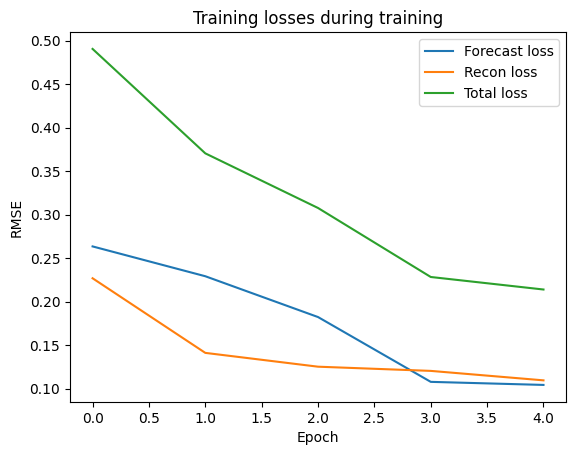 Training losses during training
0.50
0.45
0.40
0.35
0.30
0.25
0.20
0.15
0.10
RMSE
Forecast loss
Recon loss
Total loss
0.0 0.5 1.0 1.5 2.0 2.5 3.0 3.5 4.0
Epoch